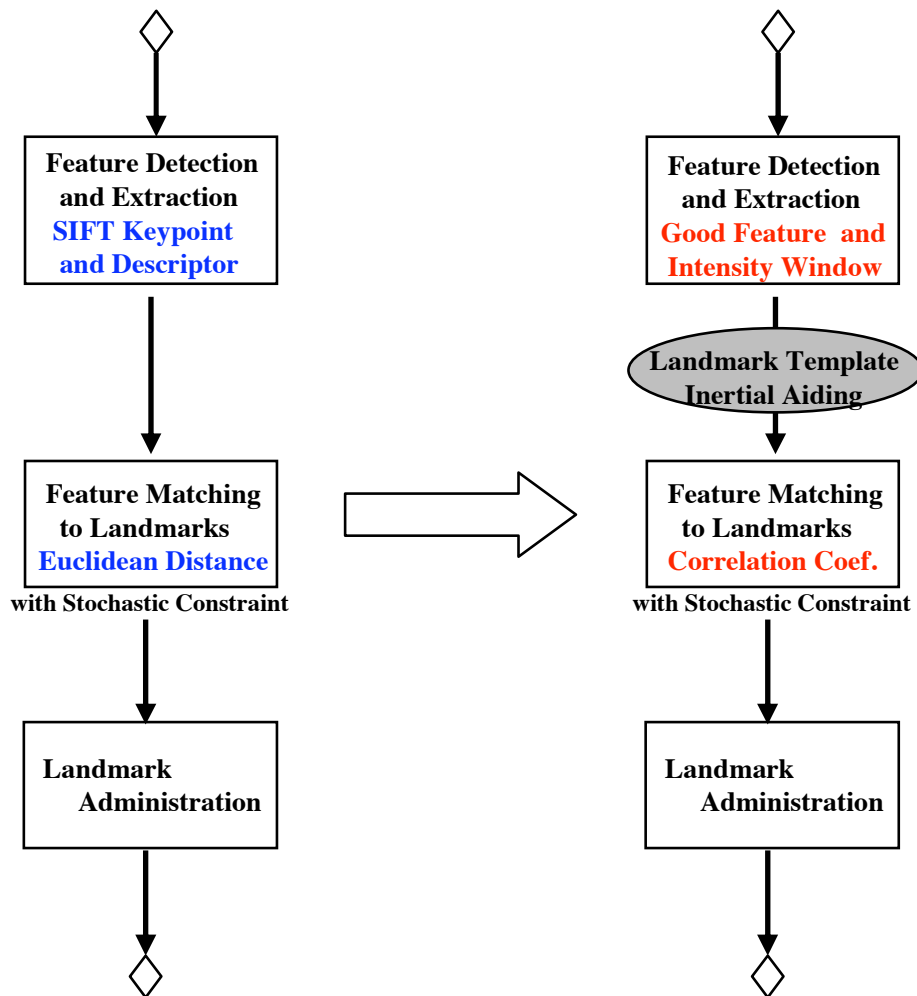 Feature Detection
and Extraction
SIFT Keypoint
and Descriptor
Feature Matching
to Landmarks
Euclidean Distance
with Stochastic Constraint
Landmark
Administration
Feature Detection
and Extraction
Good Feature and
Intensity Window
Landmark Template
Inertial Aiding
Feature Matching
to Landmarks
Correlation Coef.
with Stochastic Constraint
Landmark
Administration